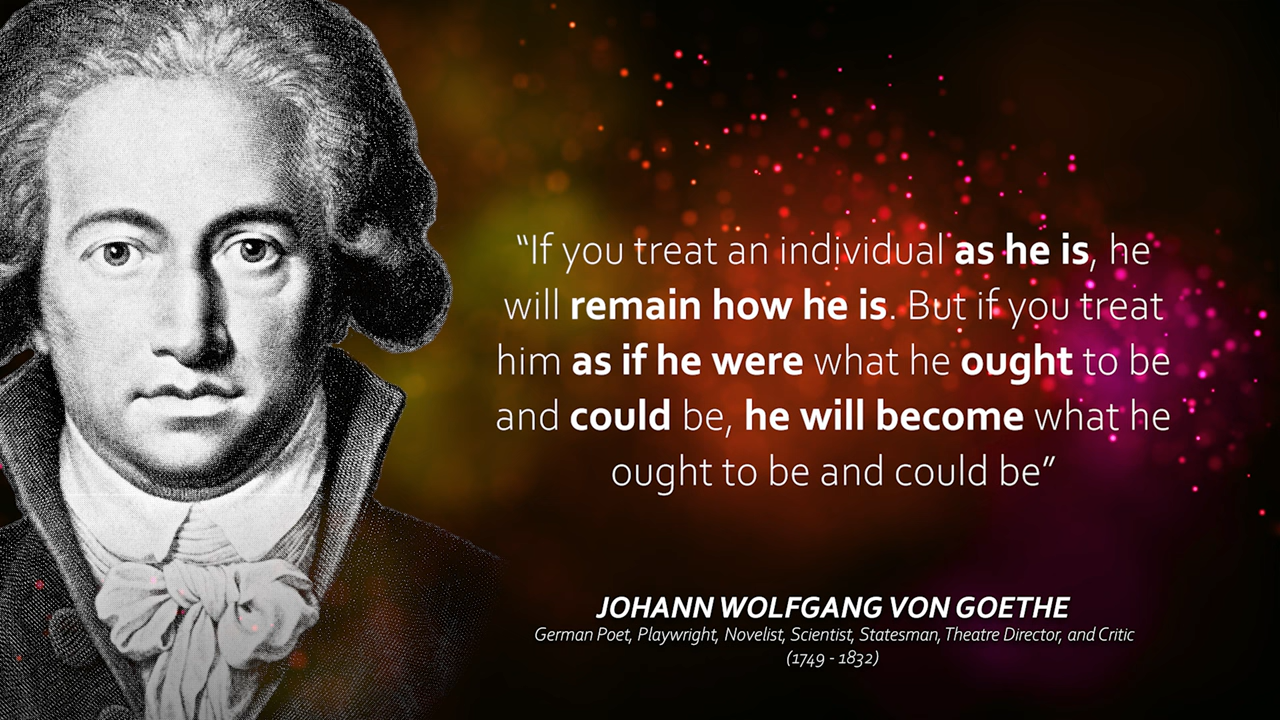 “If you treat an individual as he is, he
will remain how he is. But if you treat
him as if he were what he ought to be
and could be, he will become what he
ought to be and could be”
JOHANN WOLFGANG VON GOETHE
German Poet, Playwright, Novelist, Scientist, Statesman, Theatre Director, and Critic
(1749 - 1832)